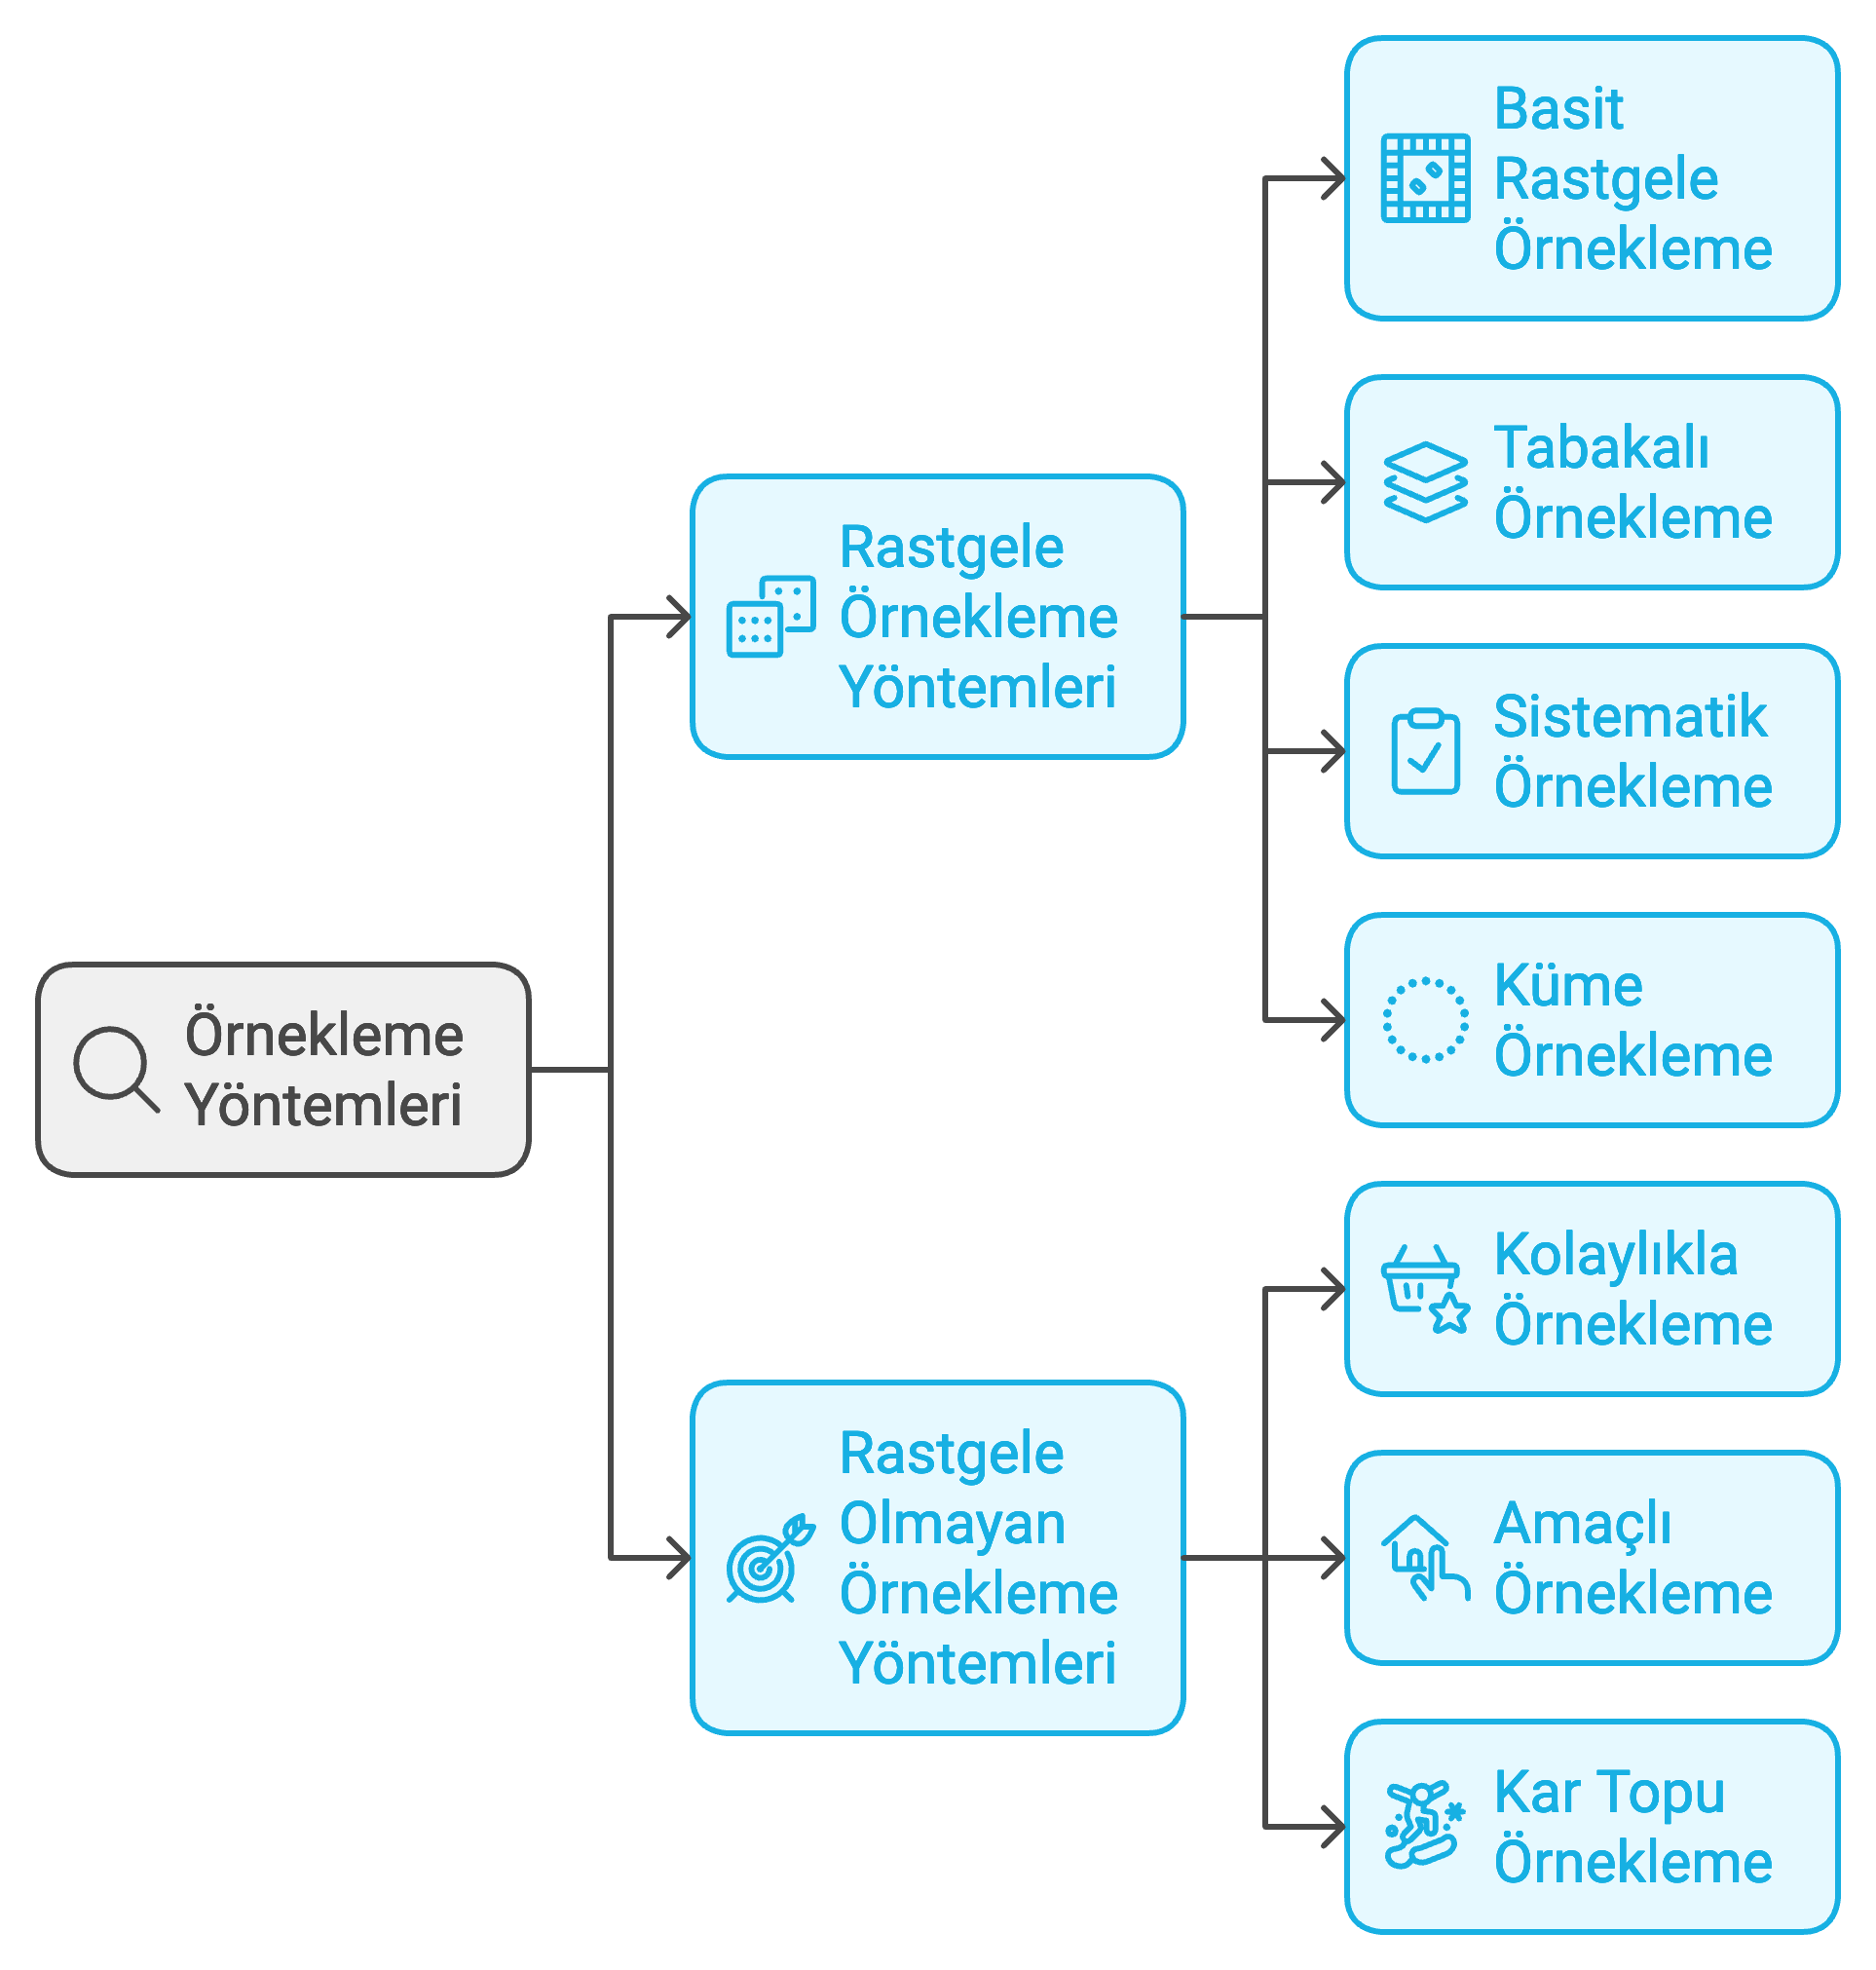 Örnekleme
Yöntemleri
Rastgele
Örnekleme
Yöntemleri
Basit
Rastgele
Örnekleme
Tabakalı
Örnekleme
Sistematik
Örnekleme
Küme
Örnekleme
Rastgele
Olmayan
Örnekleme
Yöntemleri
Kolaylıkla
Örnekleme
Amaçlı
Örnekleme
Kar Topu
Örnekleme